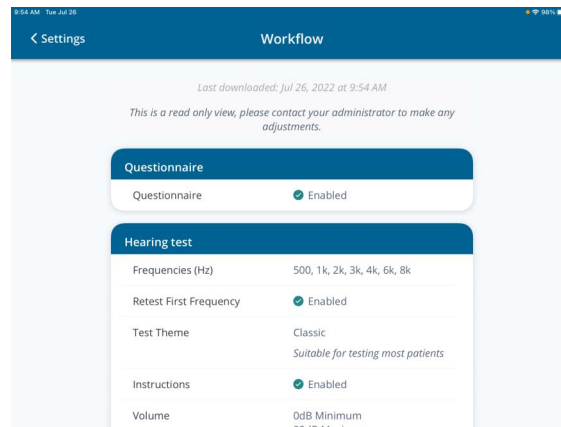 9:54 AM Tue Jul 26
98%
Settings
Workflow
Last downloaded: Jul 26, 2022 at 9:54 AM
This is a read only view, please contact your administrator to make any
adjustments.
Questionnaire
Questionnaire Enabled
Hearing test
Frequencies (Hz) 500, 1k, 2k, 3k, 4k, 6k, 8k
Retest First Frequency Enabled
Test Theme Classic
Suitable for testing most patients
Instructions Enabled
Volume 0dB Minimum